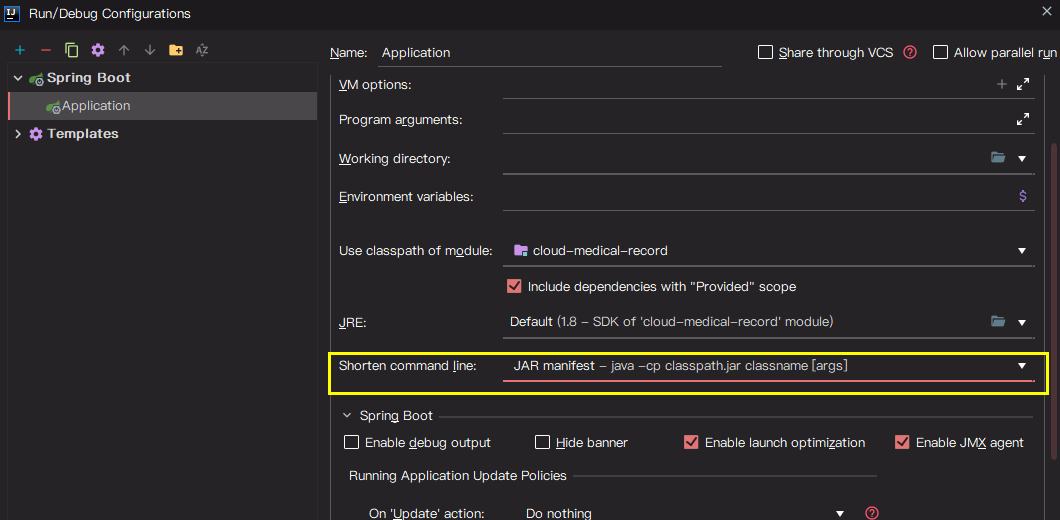 IJ Run/Debug Configurations
Name: Application Share through VCS ? Allow parallel run
Spring Boot
Application
Templates
VM options:
Program arguments:
Working directory:
Environment variables: $
Use classpath of module: cloud-medical-record
Include dependencies with "Provided" scope
JRE: Default (1.8 - SDK of 'cloud-medical-record' module)
Shorten command line: JAR manifest - java -cp classpath.jar classname [args]
Spring Boot
Enable debug output Hide banner Enable launch optimization Enable JMX agent
Running Application Update Policies
On 'Update' action: Do nothing ?